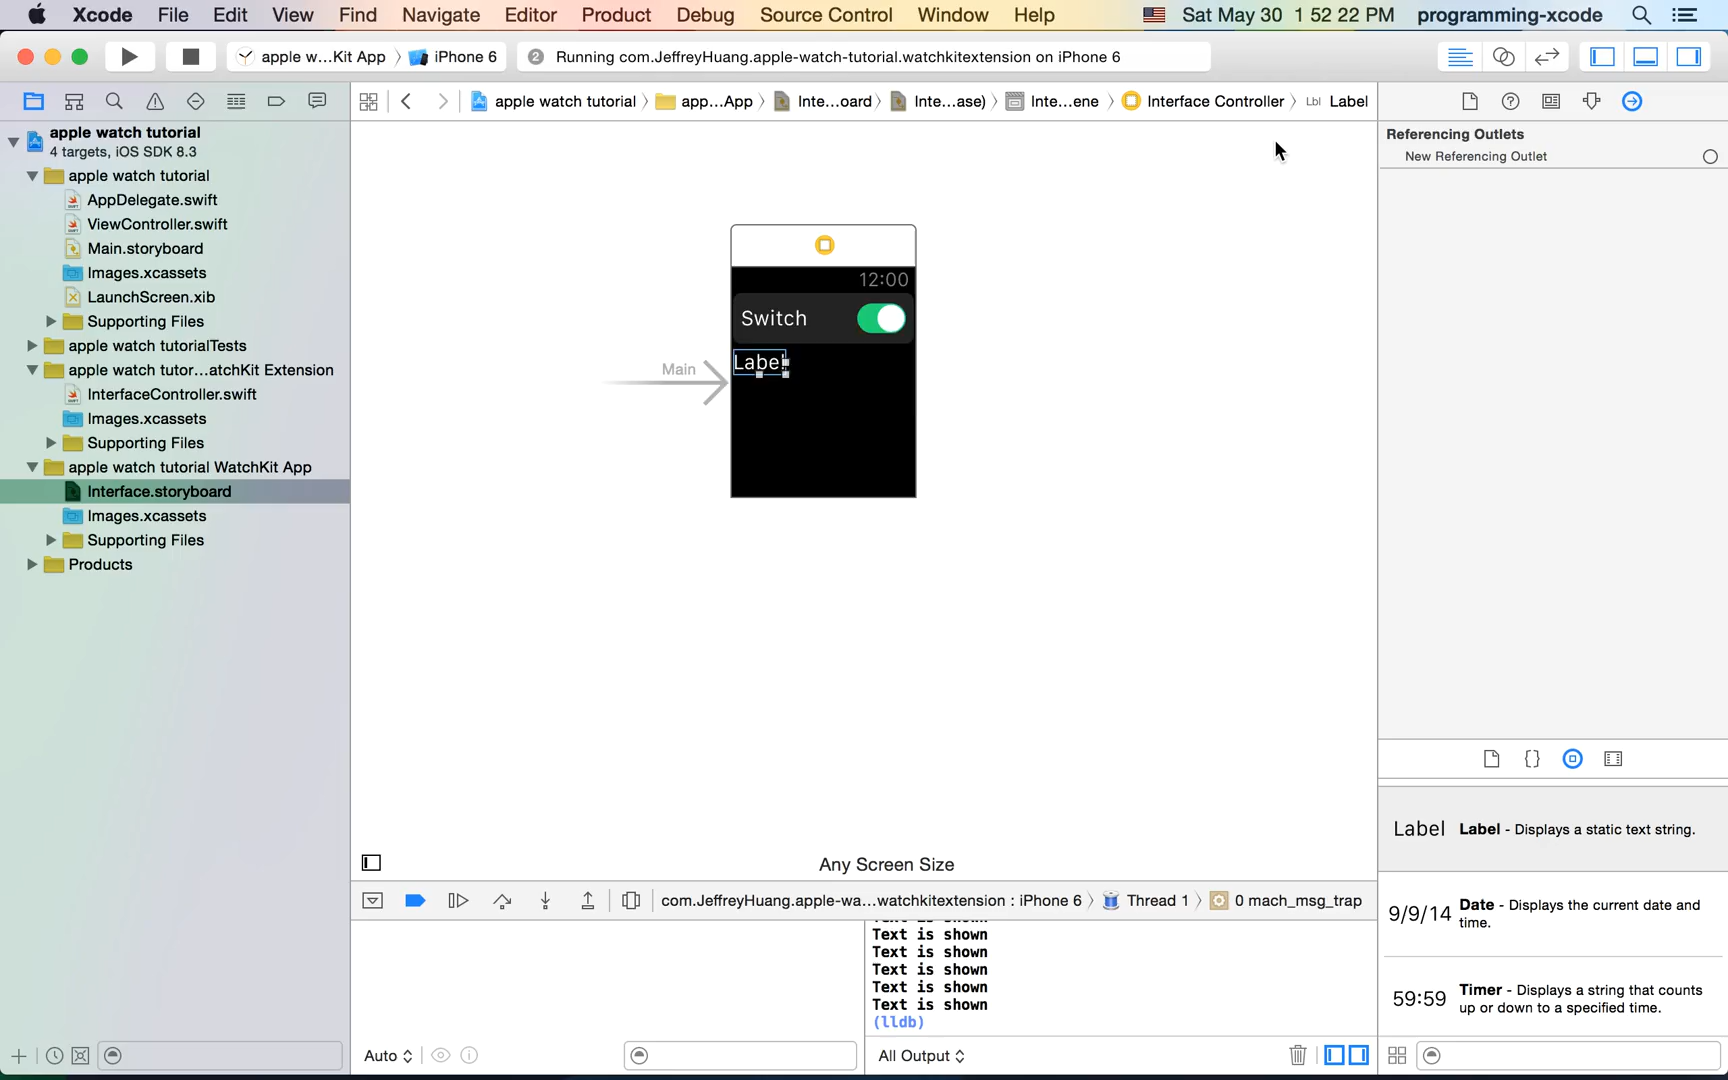 Xcode File Edit View Find Navigate Editor Product Debug Source Control Window Help Sat May 30 1 52 22 PM programming-xcode
apple w...Kit App iPhone 6 2 Running com.JeffreyHuang.apple-watch-tutorial.watchkitextension on iPhone 6
apple watch tutorial app...App Inte...oard Inte...ase) Inte...ene Interface Controller Lbl Label
apple watch tutorial
4 targets, iOS SDK 8.3
apple watch tutorial
AppDelegate.swift
ViewController.swift
Main.storyboard
Images.xcassets
LaunchScreen.xib
Supporting Files
apple watch tutorialTests
apple watch tutor...atchKit Extension
InterfaceController.swift
Images.xcassets
Supporting Files
apple watch tutorial WatchKit App
Interface.storyboard
Images.xcassets
Supporting Files
Products
12:00
Switch
Label
Main
Any Screen Size
com.JeffreyHuang.apple-wa...watchkitextension : iPhone 6 Thread 1 0 mach_msg_trap
Text is shown
Text is shown
Text is shown
Text is shown
Text is shown
Text is shown
(lldb)
Auto
All Output
Referencing Outlets
New Referencing Outlet
Label Label - Displays a static text string.
9/9/14 Date - Displays the current date and
time.
59:59 Timer - Displays a string that counts
up or down to a specified time.